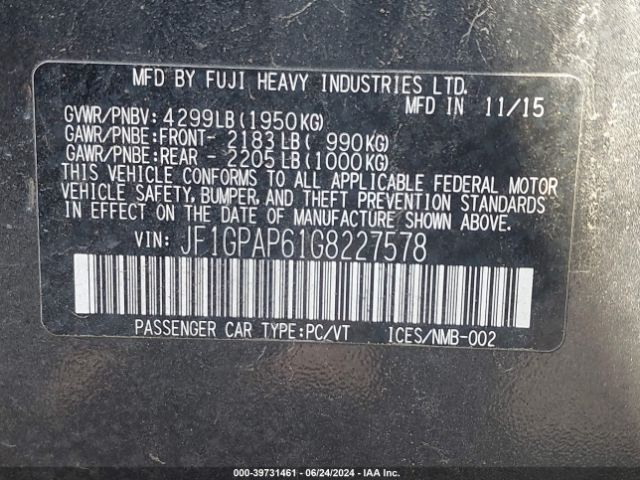 MFD BY FUJI HEAVY INDUSTRIES LTD.
MFD IN 11/15
GVWR/PNBV: 4299LB(1950KG)
GAWR/PNBE:FRONT- 2183LB( 990KG)
GAWR/PNBE:REAR - 2205LB(1000KG)
THIS VEHICLE CONFORMS TO ALL APPLICABLE FEDERAL MOTOR
VEHICLE SAFETY, BUMPER, AND THEFT PREVENTION STANDARDS
IN EFFECT ON THE DATE OF MANUFACTURE SHOWN ABOVE.
VIN: JF1GPAP61G8227578
PASSENGER CAR TYPE:PC/VT ICES/NMB-002
000-39731461 - 06/24/2024 - IAA Inc.